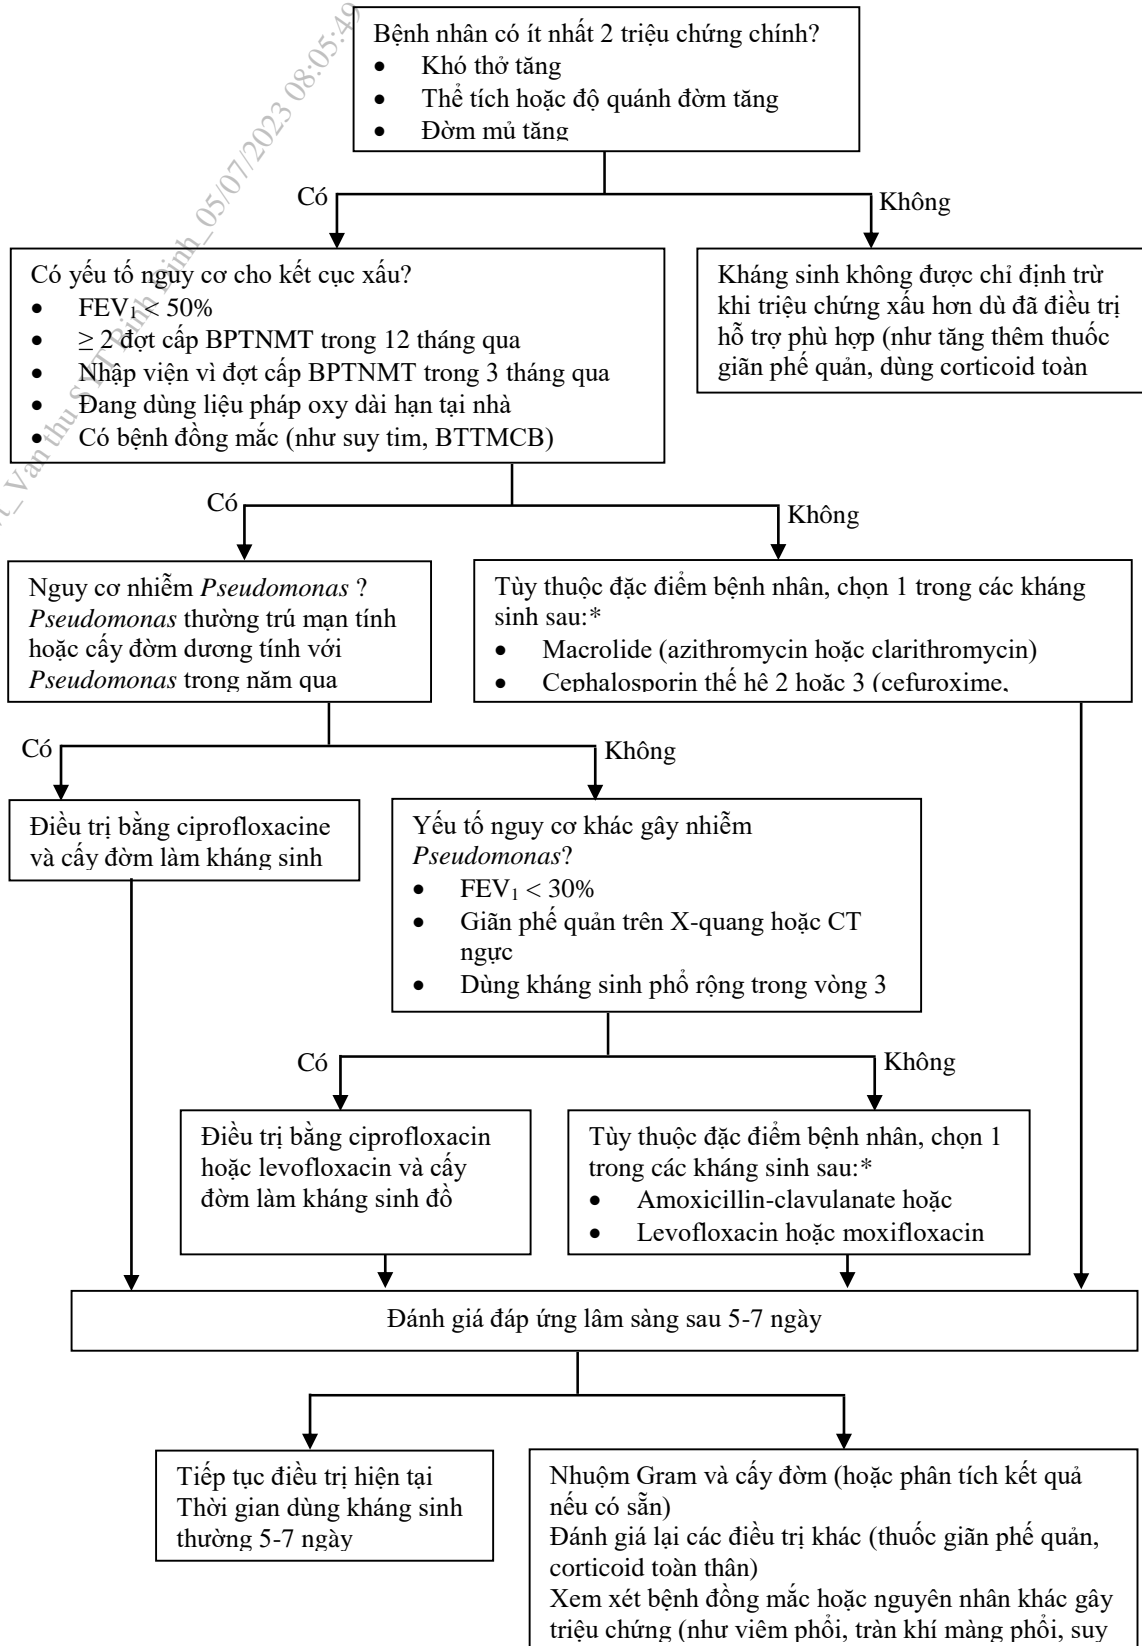 Bệnh nhân có ít nhất 2 triệu chứng chính?
• Khó thở tăng
• Thể tích hoặc độ quánh đờm tăng
• Đờm mủ tăng
Có
Không
Có yếu tố nguy cơ cho kết cục xấu?
• FEV₁ < 50%
• ≥ 2 đợt cấp BPTNMT trong 12 tháng qua
• Nhập viện vì đợt cấp BPTNMT trong 3 tháng qua
• Đang dùng liệu pháp oxy dài hạn tại nhà
• Có bệnh đồng mắc (như suy tim, BTTMCB)
Kháng sinh không được chỉ định trừ
khi triệu chứng xấu hơn dù đã điều trị
hỗ trợ phù hợp (như tăng thêm thuốc
giãn phế quản, dùng corticoid toàn
Có
Không
Nguy cơ nhiễm Pseudomonas ?
Pseudomonas thường trú mạn tính
hoặc cấy đờm dương tính với
Pseudomonas trong năm qua
Tùy thuộc đặc điểm bệnh nhân, chọn 1 trong các kháng
sinh sau:*
• Macrolide (azithromycin hoặc clarithromycin)
• Cephalosporin thế hệ 2 hoặc 3 (cefuroxime,
Có
Không
Điều trị bằng ciprofloxacine
và cấy đờm làm kháng sinh
Yếu tố nguy cơ khác gây nhiễm
Pseudomonas?
• FEV₁ < 30%
• Giãn phế quản trên X-quang hoặc CT
ngực
• Dùng kháng sinh phổ rộng trong vòng 3
Có
Không
Điều trị bằng ciprofloxacin
hoặc levofloxacin và cấy
đờm làm kháng sinh đồ
Tùy thuộc đặc điểm bệnh nhân, chọn 1
trong các kháng sinh sau:*
• Amoxicillin-clavulanate hoặc
• Levofloxacin hoặc moxifloxacin
Đánh giá đáp ứng lâm sàng sau 5-7 ngày
Tiếp tục điều trị hiện tại
Thời gian dùng kháng sinh
thường 5-7 ngày
Nhuộm Gram và cấy đờm (hoặc phân tích kết quả
nếu có sẵn)
Đánh giá lại các điều trị khác (thuốc giãn phế quản,
corticoid toàn thân)
Xem xét bệnh đồng mắc hoặc nguyên nhân khác gây
triệu chứng (như viêm phổi, tràn khí màng phổi, suy
Van thu SYT Binh Dinh_05/07/2023 08:05:49